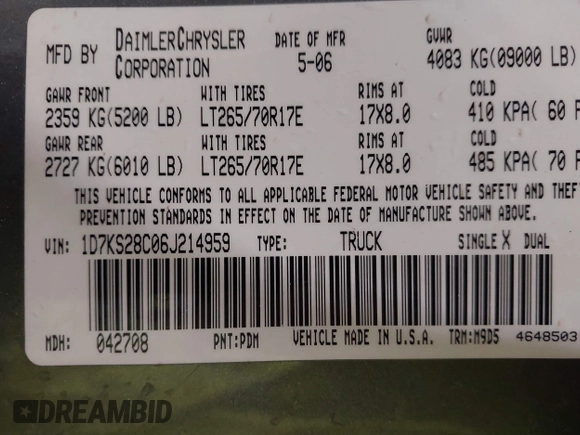 MFD BY DAIMLERCHRYSLER CORPORATION DATE OF MFR 5-06 GVWR 4083 KG(09000 LB)
GAWR FRONT WITH TIRES RIMS AT COLD
2359 KG(5200 LB) LT265/70R17E 17X8.0 410 KPA( 60 P
GAWR REAR WITH TIRES RIMS AT COLD
2727 KG(6010 LB) LT265/70R17E 17X8.0 485 KPA( 70 P
THIS VEHICLE CONFORMS TO ALL APPLICABLE FEDERAL MOTOR VEHICLE SAFETY AND THEF
PREVENTION STANDARDS IN EFFECT ON THE DATE OF MANUFACTURE SHOWN ABOVE.
VIN: 1D7KS28C06J214959 TYPE: TRUCK SINGLE X DUAL
MDH: 042708 PNT:PDM VEHICLE MADE IN U.S.A. TRM:M9D5 4648503
DREAMBID